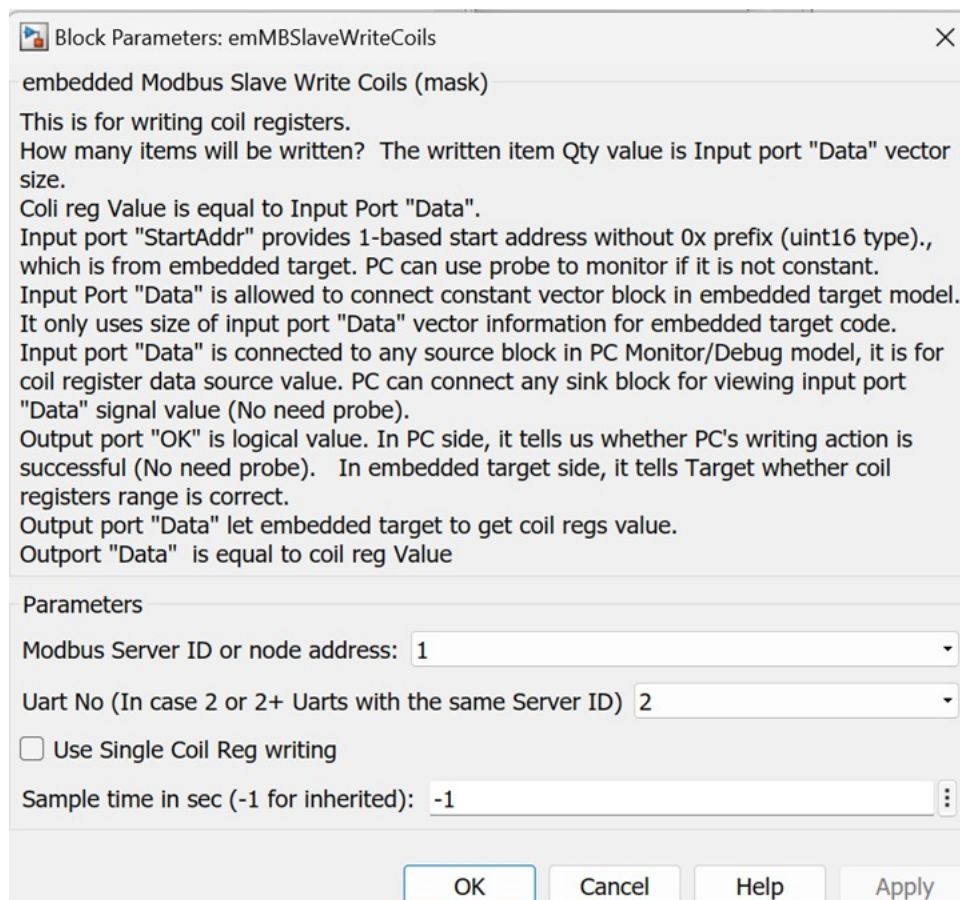 Block Parameters: emMBSlaveWriteCoils
embedded Modbus Slave Write Coils (mask)
This is for writing coil registers.
How many items will be written?  The written item Qty value is Input port "Data" vector
size.
Coli reg Value is equal to Input Port "Data".
Input port "StartAddr" provides 1-based start address without 0x prefix (uint16 type).,
which is from embedded target. PC can use probe to monitor if it is not constant.
Input Port "Data" is allowed to connect constant vector block in embedded target model.
It only uses size of input port "Data" vector information for embedded target code.
Input port "Data" is connected to any source block in PC Monitor/Debug model, it is for
coil register data source value. PC can connect any sink block for viewing input port
"Data" signal value (No need probe).
Output port "OK" is logical value. In PC side, it tells us whether PC's writing action is
successful (No need probe).   In embedded target side, it tells Target whether coil
registers range is correct.
Output port "Data" let embedded target to get coil regs value.
Outport "Data"  is equal to coil reg Value
Parameters
Modbus Server ID or node address: 1
Uart No (In case 2 or 2+ Uarts with the same Server ID) 2
Use Single Coil Reg writing
Sample time in sec (-1 for inherited): -1
OK Cancel Help Apply